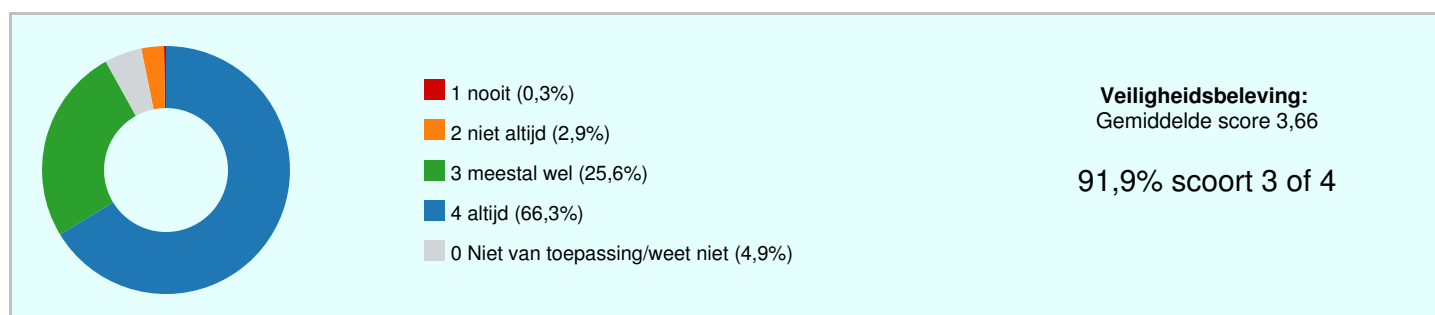 1 nooit (0,3%)
2 niet altijd (2,9%)
3 meestal wel (25,6%)
4 altijd (66,3%)
0 Niet van toepassing/weet niet (4,9%)
Veiligheidsbeleving:
Gemiddelde score 3,66
91,9% scoort 3 of 4